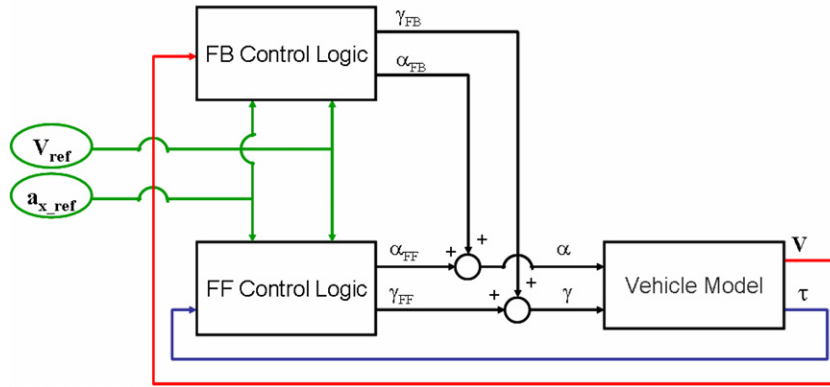 γFB
FB Control Logic
αFB
Vref
ax_ref
αFF
+
+
α
V
FF Control Logic
Vehicle Model
γFF
+
+
γ
τ